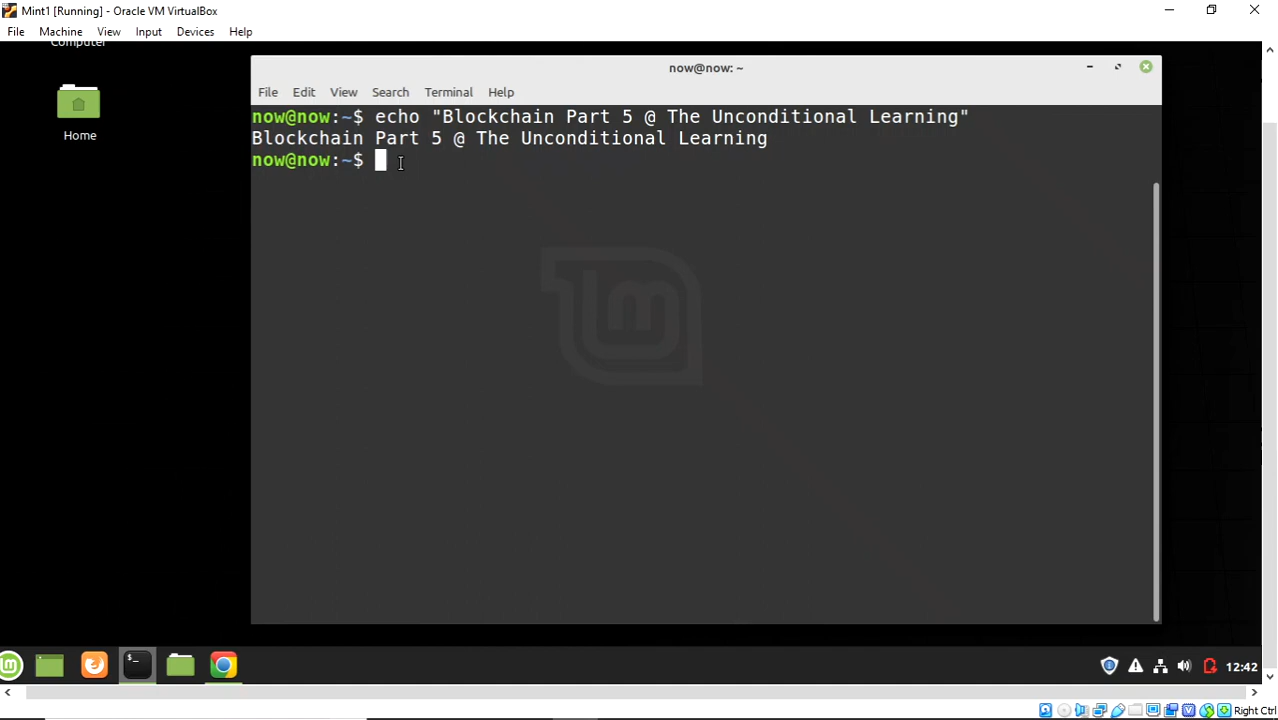 Mint1 [Running] - Oracle VM VirtualBox
File Machine View Input Devices Help
Computer
Home
now@now: ~
File Edit View Search Terminal Help
now@now:~$ echo "Blockchain Part 5 @ The Unconditional Learning"
Blockchain Part 5 @ The Unconditional Learning
now@now:~$
12:42
Right Ctrl